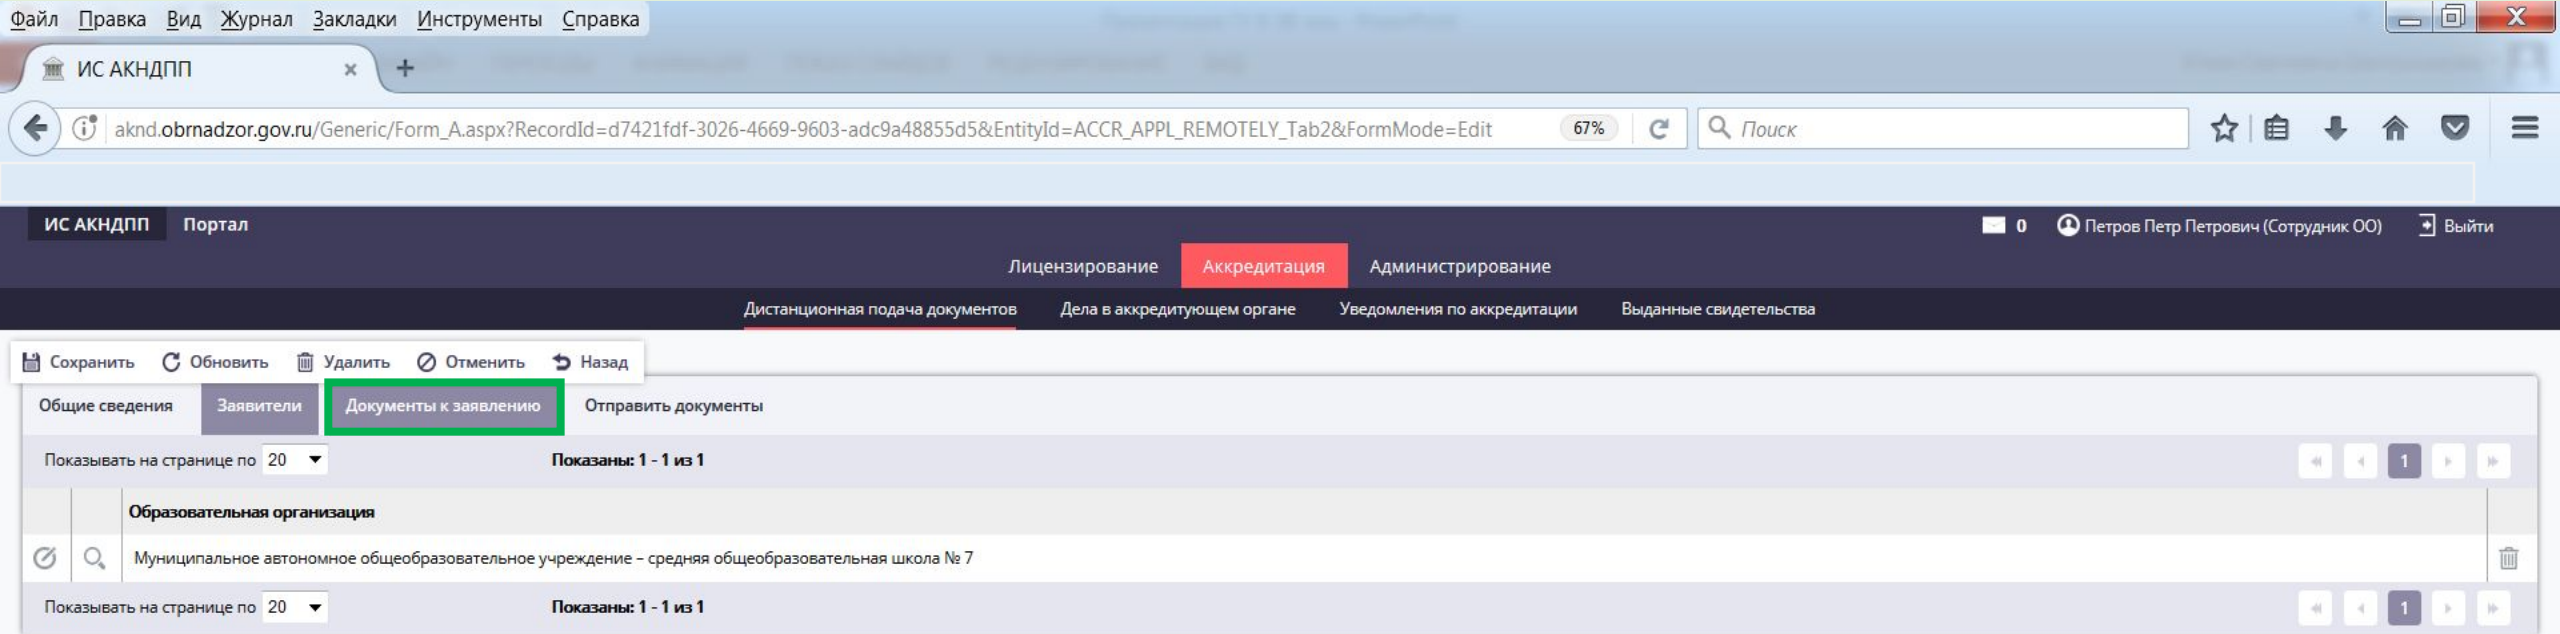 Файл Правка Вид Журнал Закладки Инструменты Справка
ИС АКНДПП
aknd.obrnadzor.gov.ru/Generic/Form_A.aspx?RecordId=d7421fdf-3026-4669-9603-adc9a48855d5&EntityId=ACCR_APPL_REMOTELY_Tab2&FormMode=Edit 67% Поиск
ИС АКНДПП Портал 0 Петров Петр Петрович (Сотрудник ОО) Выйти
Лицензирование Аккредитация Администрирование
Дистанционная подача документов Дела в аккредитующем органе Уведомления по аккредитации Выданные свидетельства
Сохранить Обновить Удалить Отменить Назад
Общие сведения Заявители Документы к заявлению Отправить документы
Показывать на странице по 20 Показаны: 1 - 1 из 1 1
Образовательная организация
Муниципальное автономное общеобразовательное учреждение – средняя общеобразовательная школа № 7
Показывать на странице по 20 Показаны: 1 - 1 из 1 1